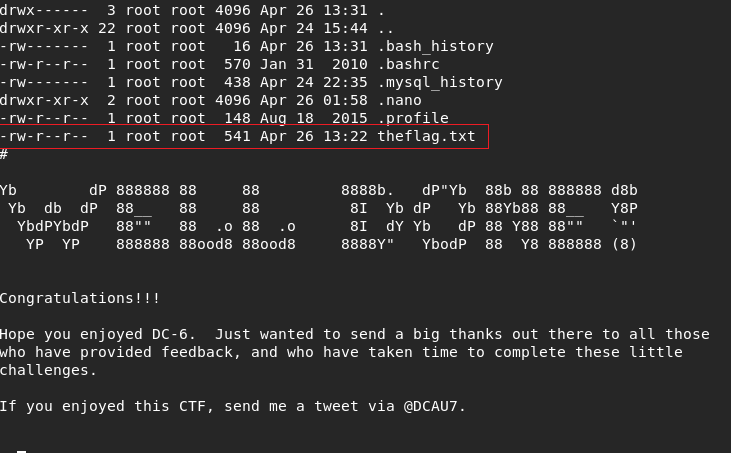 drwx------  3 root root 4096 Apr 26 13:31 .
drwxr-xr-x 22 root root 4096 Apr 24 15:44 ..
-rw-------  1 root root   16 Apr 26 13:31 .bash_history
-rw-r--r--  1 root root  570 Jan 31  2010 .bashrc
-rw-------  1 root root  438 Apr 24 22:35 .mysql_history
drwxr-xr-x  2 root root 4096 Apr 26 01:58 .nano
-rw-r--r--  1 root root  148 Aug 18  2015 .profile
-rw-r--r--  1 root root  541 Apr 26 13:22 theflag.txt
#
Yb        dP 888888 88     88         8888b.   dP"Yb  88b 88 888888 d8b
 Yb  db  dP  88__   88     88          8I  Yb dP   Yb 88Yb88 88__   Y8P
  YbdPYbdP   88""   88  .o 88  .o      8I  dY Yb   dP 88 Y88 88""   `"'
   YP  YP    888888 88ood8 88ood8     8888Y"   YbodP  88  Y8 888888 (8)
Congratulations!!!
Hope you enjoyed DC-6.  Just wanted to send a big thanks out there to all those
who have provided feedback, and who have taken time to complete these little
challenges.
If you enjoyed this CTF, send me a tweet via @DCAU7.